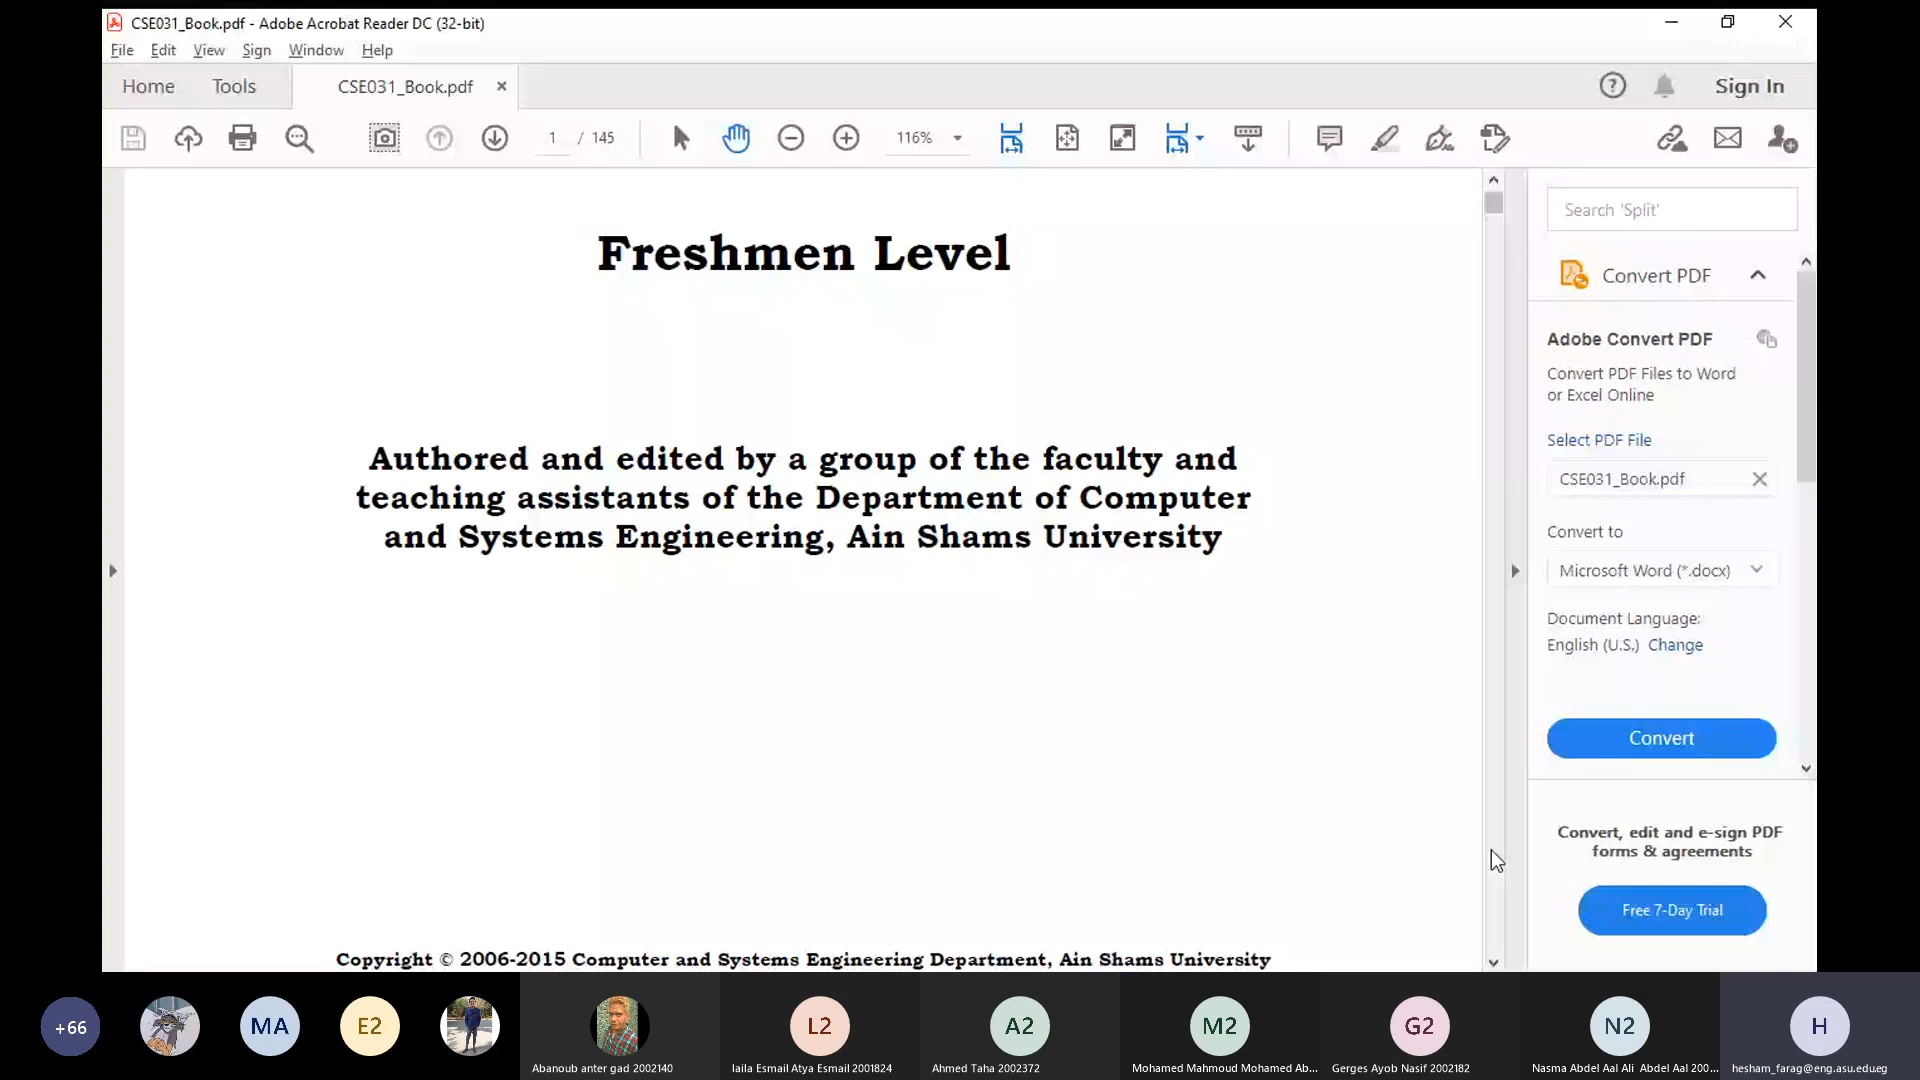 CSE031_Book.pdf - Adobe Acrobat Reader DC (32-bit)
File Edit View Sign Window Help
Home Tools CSE031_Book.pdf × Sign In
1 / 145 116%
Freshmen Level
Authored and edited by a group of the faculty and
teaching assistants of the Department of Computer
and Systems Engineering, Ain Shams University
Copyright © 2006-2015 Computer and Systems Engineering Department, Ain Shams University
Search 'Split'
Convert PDF
Adobe Convert PDF
Convert PDF Files to Word
or Excel Online
Select PDF File
CSE031_Book.pdf
Convert to
Microsoft Word (*.docx)
Document Language:
English (U.S.) Change
Convert
Convert, edit and e-sign PDF
forms & agreements
Free 7-Day Trial
+66 MA E2 L2 A2 M2 G2 N2 H
Abanoub anter gad 2002140 laila Esmail Atya Esmail 2001824 Ahmed Taha 2002372 Mohamed Mahmoud Mohamed Ab... Gerges Ayob Nasif 2002182 Nasma Abdel Aal Ali Abdel Aal 200... hesham_farag@eng.asu.edu.eg